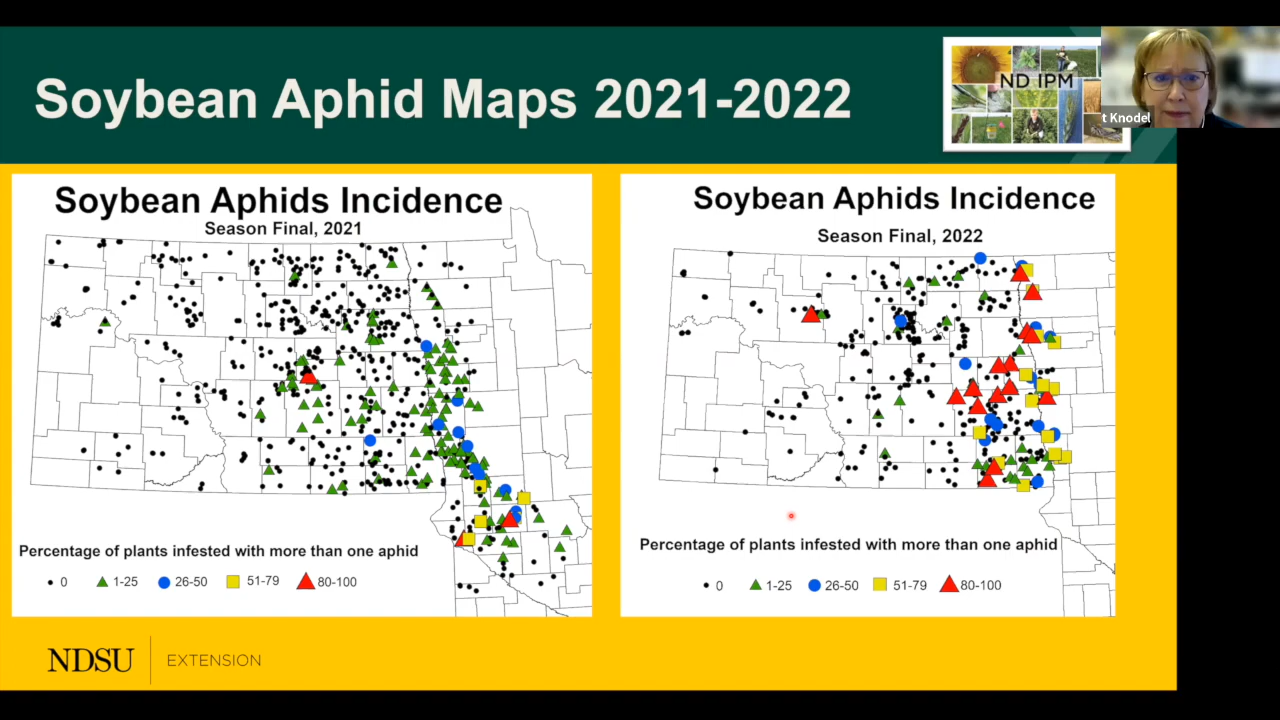 Soybean Aphid Maps 2021-2022
ND IPM
t Knodel
Soybean Aphids Incidence
Season Final, 2021
Percentage of plants infested with more than one aphid
0 1-25 26-50 51-79 80-100
Soybean Aphids Incidence
Season Final, 2022
Percentage of plants infested with more than one aphid
0 1-25 26-50 51-79 80-100
NDSU EXTENSION